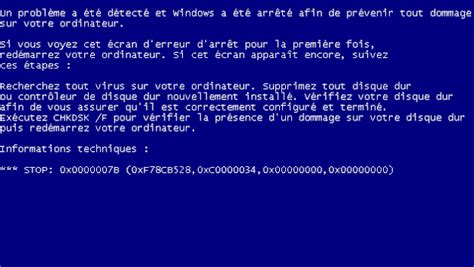 Un problème a été détecté et Windows a été arrêté afin de prévenir tout dommage
sur votre ordinateur.
Si vous voyez cet écran d'erreur d'arrêt pour la première fois,
redémarrez votre ordinateur. Si cet écran apparaît encore, suivez
ces étapes :
Recherchez tout virus sur votre ordinateur. Supprimez tout disque dur
ou contrôleur de disque dur nouvellement installé. Vérifiez votre disque dur
afin de vous assurer qu'il est correctement configuré et terminé.
Exécutez CHKDSK /F pour vérifier la présence d'un dommage sur votre disque dur
puis redémarrez votre ordinateur.
Informations techniques :
*** STOP: 0x0000007B (0xF78CB528,0xC0000034,0x00000000,0x00000000)